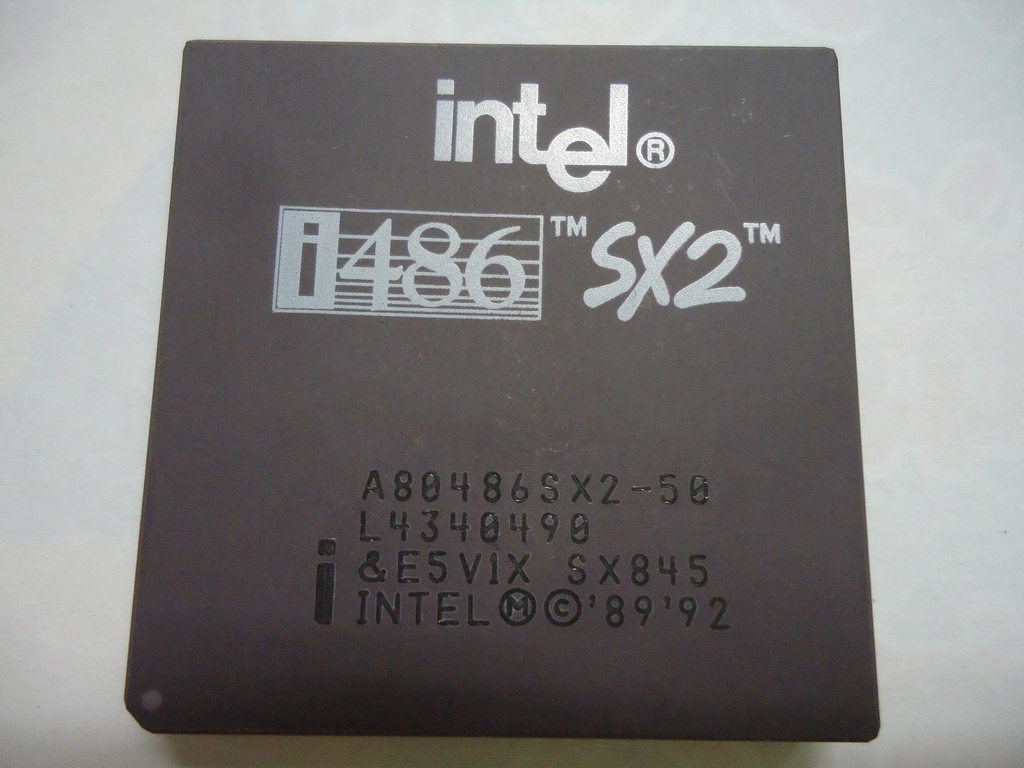 intel®
i486™ SX2™
A80486SX2-50
L4340490
&E5V1X SX845
INTEL Ⓜ©'89'92